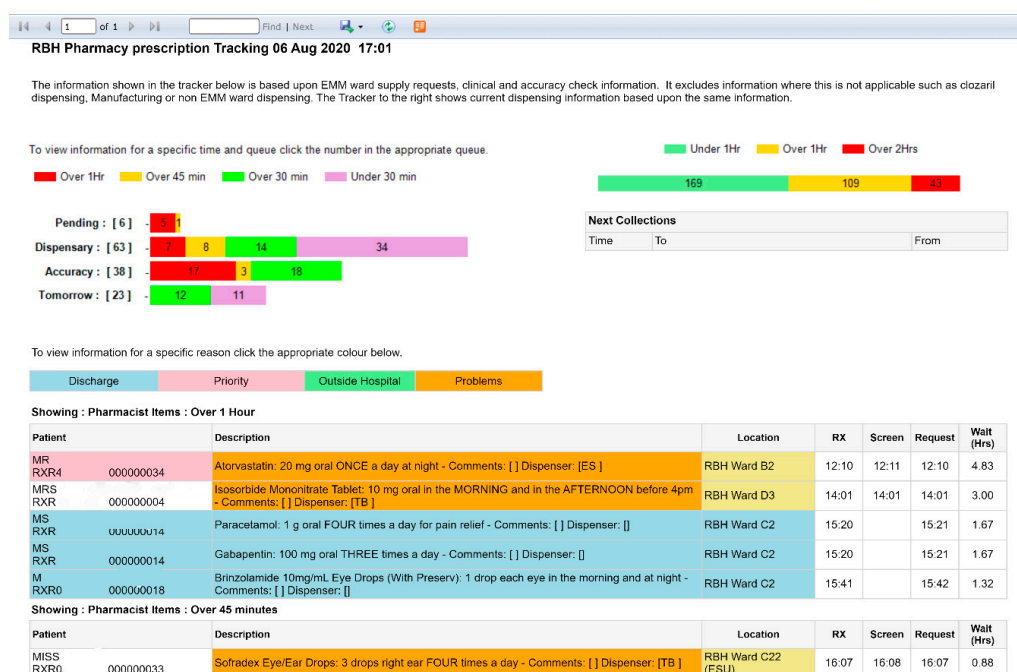 1 of 1 Find | Next
RBH Pharmacy prescription Tracking 06 Aug 2020 17:01
The information shown in the tracker below is based upon EMM ward supply requests, clinical and accuracy check information. It excludes information where this is not applicable such as clozaril
dispensing, Manufacturing or non EMM ward dispensing. The Tracker to the right shows current dispensing information based upon the same information.
To view information for a specific time and queue click the number in the appropriate queue.
Over 1Hr Over 45 min Over 30 min Under 30 min
Pending : [ 6 ] - 5 1
Dispensary : [ 63 ] - 7 8 14 34
Accuracy : [ 38 ] - 17 3 18
Tomorrow : [ 23 ] - 12 11
Under 1Hr Over 1Hr Over 2Hrs
169 109 43
Next Collections
Time To From
To view information for a specific reason click the appropriate colour below.
Discharge Priority Outside Hospital Problems
Showing : Pharmacist Items : Over 1 Hour
Patient Description Location RX Screen Request Wait
(Hrs)
MR
RXR4 000000034 Atorvastatin: 20 mg oral ONCE a day at night - Comments: [ ] Dispenser: [ES ] RBH Ward B2 12:10 12:11 12:10 4.83
MRS Isosorbide Mononitrate Tablet: 10 mg oral in the MORNING and in the AFTERNOON before 4pm
RXR 000000004 - Comments: [ ] Dispenser: [TB ] RBH Ward D3 14:01 14:01 14:01 3.00
MS
RXR 000000014 Paracetamol: 1 g oral FOUR times a day for pain relief - Comments: [ ] Dispenser: [] RBH Ward C2 15:20 15:21 1.67
MS
RXR 000000014 Gabapentin: 100 mg oral THREE times a day - Comments: [ ] Dispenser: [] RBH Ward C2 15:20 15:21 1.67
M Brinzolamide 10mg/mL Eye Drops (With Preserv): 1 drop each eye in the morning and at night -
RXR0 000000018 Comments: [ ] Dispenser: [] RBH Ward C2 15:41 15:42 1.32
Showing : Pharmacist Items : Over 45 minutes
Patient Description Location RX Screen Request Wait
(Hrs)
MISS RBH Ward C22
RXR0 000000033 Sofradex Eye/Ear Drops: 3 drops right ear FOUR times a day - Comments: [ ] Dispenser: [TB ] (ESU) 16:07 16:08 16:07 0.88